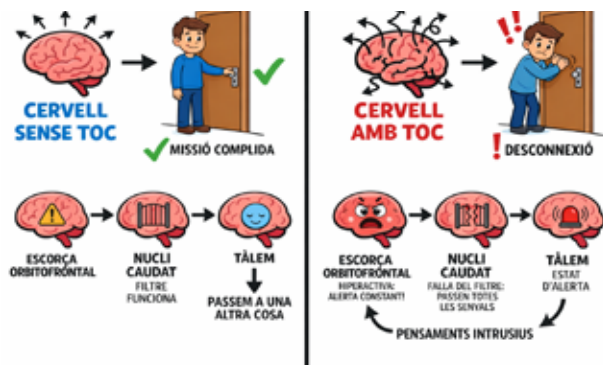 CERVELL
SENSE TOC
MISSIÓ COMPLIDA
ESCORÇA
ORBITOFRONTAL
NUCLI
CAUDAT
FILTRE
FUNCIONA
TÀLEM
PASSEM A UNA
ALTRA COSA
CERVELL
AMB TOC
DESCONNEXIÓ
ESCORÇA
ORBITOFRONTAL
HIPERACTIVA:
ALERTA CONSTANT!
NUCLI
CAUDAT
FALLA DEL FILTRE:
PASSEN TOTES
LES SENYALS
TÀLEM
ESTAT
D'ALERTA
PENSAMENTS INTRUSIUS